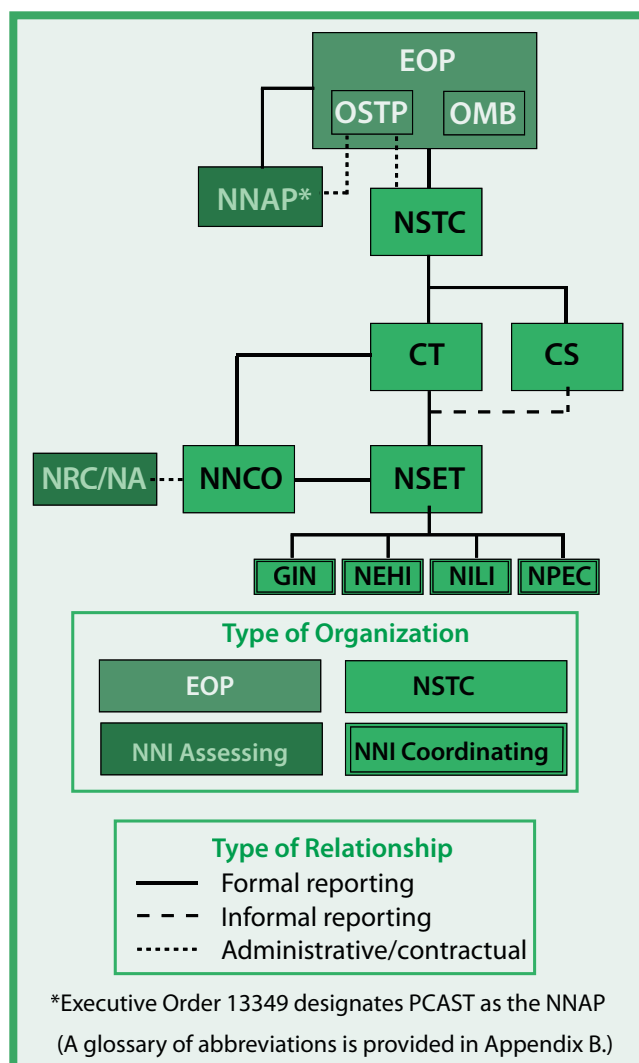 EOP
OSTP OMB
NNAP*
NSTC
CT CS
NRC/NA NNCO NSET
GIN NEHI NILI NPEC
Type of Organization
EOP NSTC
NNI Assessing NNI Coordinating
Type of Relationship
Formal reporting
Informal reporting
Administrative/contractual
*Executive Order 13349 designates PCAST as the NNAP
(A glossary of abbreviations is provided in Appendix B.)